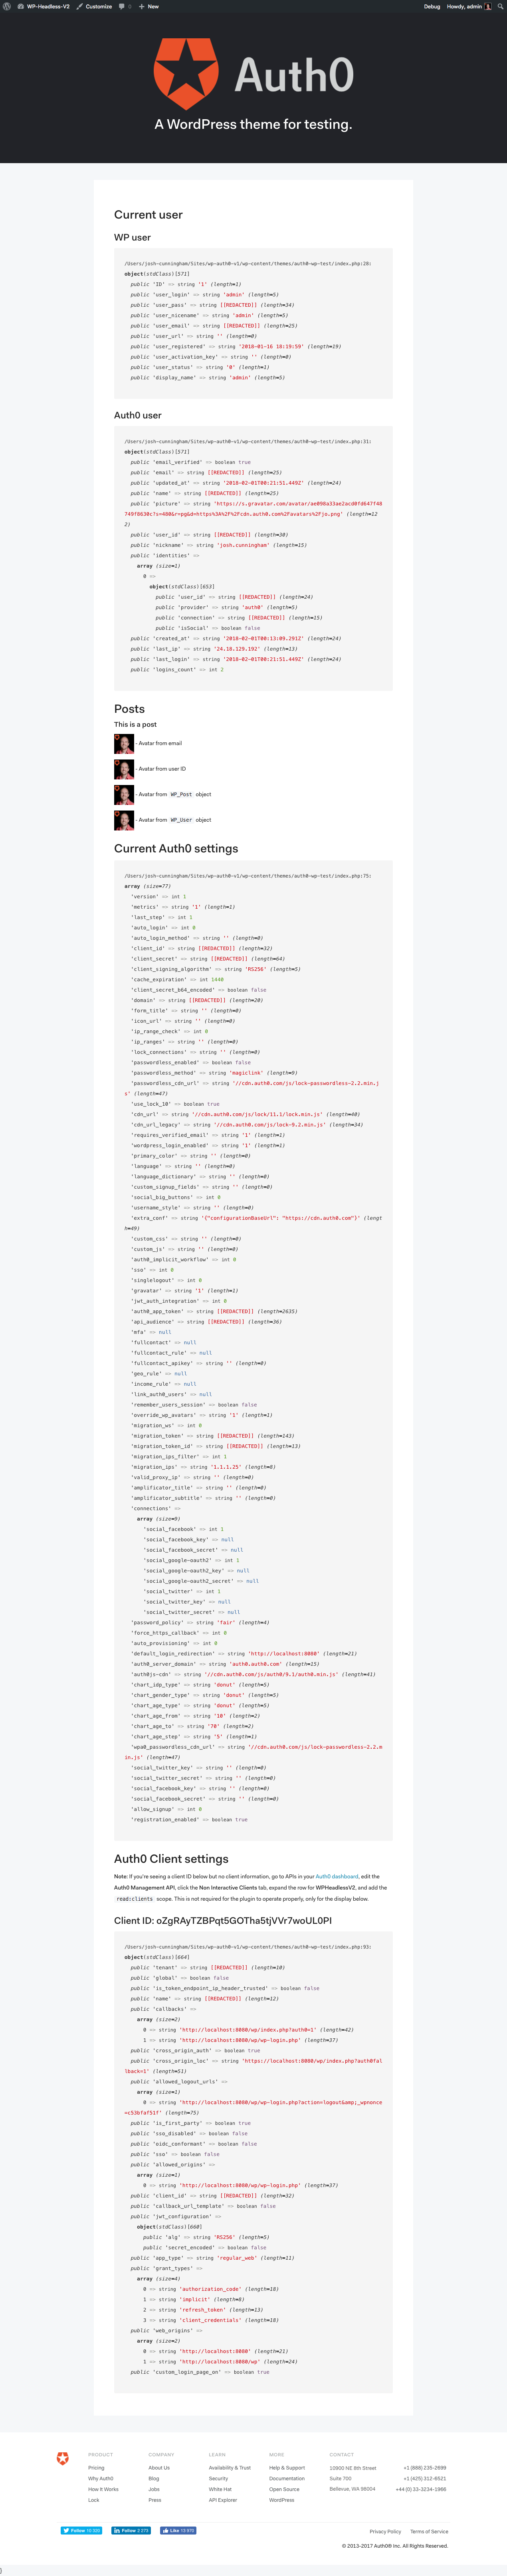 WP-Headless-V2 Customize 0 New Debug Howdy, admin
Auth0
A WordPress theme for testing.
Current user
WP user
/Users/josh-cunningham/Sites/wp-auth0-v1/wp-content/themes/auth0-wp-test/index.php:28:
object(stdClass)[571]
public 'ID' => string '1' (length=1)
public 'user_login' => string 'admin' (length=5)
public 'user_pass' => string [[REDACTED]] (length=34)
public 'user_nicename' => string 'admin' (length=5)
public 'user_email' => string [[REDACTED]] (length=25)
public 'user_url' => string '' (length=0)
public 'user_registered' => string '2018-01-16 18:19:59' (length=19)
public 'user_activation_key' => string '' (length=0)
public 'user_status' => string '0' (length=1)
public 'display_name' => string 'admin' (length=5)
Auth0 user
/Users/josh-cunningham/Sites/wp-auth0-v1/wp-content/themes/auth0-wp-test/index.php:31:
object(stdClass)[571]
public 'email_verified' => boolean true
public 'email' => string [[REDACTED]] (length=25)
public 'updated_at' => string '2018-02-01T00:21:51.449Z' (length=24)
public 'name' => string [[REDACTED]] (length=25)
public 'picture' => string 'https://s.gravatar.com/avatar/ae098a33ae2acd0fd647f48
749f8630c?s=480&r=pg&d=https%3A%2F%2Fcdn.auth0.com%2Favatars%2Fjo.png' (length=12
2)
public 'user_id' => string [[REDACTED]] (length=30)
public 'nickname' => string 'josh.cunningham' (length=15)
public 'identities' =>
array (size=1)
0 =>
object(stdClass)[653]
public 'user_id' => string [[REDACTED]] (length=24)
public 'provider' => string 'auth0' (length=5)
public 'connection' => string [[REDACTED]] (length=15)
public 'isSocial' => boolean false
public 'created_at' => string '2018-02-01T00:13:09.291Z' (length=24)
public 'last_ip' => string '24.18.129.192' (length=13)
public 'last_login' => string '2018-02-01T00:21:51.449Z' (length=24)
public 'logins_count' => int 2
Posts
This is a post
- Avatar from email
- Avatar from user ID
- Avatar from WP_Post object
- Avatar from WP_User object
Current Auth0 settings
/Users/josh-cunningham/Sites/wp-auth0-v1/wp-content/themes/auth0-wp-test/index.php:75:
array (size=77)
'version' => int 1
'metrics' => string '1' (length=1)
'last_step' => int 1
'auto_login' => int 0
'auto_login_method' => string '' (length=0)
'client_id' => string [[REDACTED]] (length=32)
'client_secret' => string [[REDACTED]] (length=64)
'client_signing_algorithm' => string 'RS256' (length=5)
'cache_expiration' => int 1440
'client_secret_b64_encoded' => boolean false
'domain' => string [[REDACTED]] (length=20)
'form_title' => string '' (length=0)
'icon_url' => string '' (length=0)
'ip_range_check' => int 0
'ip_ranges' => string '' (length=0)
'lock_connections' => string '' (length=0)
'passwordless_enabled' => boolean false
'passwordless_method' => string 'magiclink' (length=9)
'passwordless_cdn_url' => string '//cdn.auth0.com/js/lock-passwordless-2.2.min.j
s' (length=47)
'use_lock_10' => boolean true
'cdn_url' => string '//cdn.auth0.com/js/lock/11.1/lock.min.js' (length=40)
'cdn_url_legacy' => string '//cdn.auth0.com/js/lock-9.2.min.js' (length=34)
'requires_verified_email' => string '1' (length=1)
'wordpress_login_enabled' => string '1' (length=1)
'primary_color' => string '' (length=0)
'language' => string '' (length=0)
'language_dictionary' => string '' (length=0)
'custom_signup_fields' => string '' (length=0)
'social_big_buttons' => int 0
'username_style' => string '' (length=0)
'extra_conf' => string '{"configurationBaseUrl": "https://cdn.auth0.com"}' (lengt
h=49)
'custom_css' => string '' (length=0)
'custom_js' => string '' (length=0)
'auth0_implicit_workflow' => int 0
'sso' => int 0
'singlelogout' => int 0
'gravatar' => string '1' (length=1)
'jwt_auth_integration' => int 0
'auth0_app_token' => string [[REDACTED]] (length=2635)
'api_audience' => string [[REDACTED]] (length=36)
'mfa' => null
'fullcontact' => null
'fullcontact_rule' => null
'fullcontact_apikey' => string '' (length=0)
'geo_rule' => null
'income_rule' => null
'link_auth0_users' => null
'remember_users_session' => boolean false
'override_wp_avatars' => string '1' (length=1)
'migration_ws' => int 0
'migration_token' => string [[REDACTED]] (length=143)
'migration_token_id' => string [[REDACTED]] (length=13)
'migration_ips_filter' => int 1
'migration_ips' => string '1.1.1.25' (length=8)
'valid_proxy_ip' => string '' (length=0)
'amplificator_title' => string '' (length=0)
'amplificator_subtitle' => string '' (length=0)
'connections' =>
array (size=9)
'social_facebook' => int 1
'social_facebook_key' => null
'social_facebook_secret' => null
'social_google-oauth2' => int 1
'social_google-oauth2_key' => null
'social_google-oauth2_secret' => null
'social_twitter' => int 1
'social_twitter_key' => null
'social_twitter_secret' => null
'password_policy' => string 'fair' (length=4)
'force_https_callback' => int 0
'auto_provisioning' => int 0
'default_login_redirection' => string 'http://localhost:8080' (length=21)
'auth0_server_domain' => string 'auth0.auth0.com' (length=15)
'auth0js-cdn' => string '//cdn.auth0.com/js/auth0/9.1/auth0.min.js' (length=41)
'chart_idp_type' => string 'donut' (length=5)
'chart_gender_type' => string 'donut' (length=5)
'chart_age_type' => string 'donut' (length=5)
'chart_age_from' => string '10' (length=2)
'chart_age_to' => string '70' (length=2)
'chart_age_step' => string '5' (length=1)
'wpa0_passwordless_cdn_url' => string '//cdn.auth0.com/js/lock-passwordless-2.2.m
in.js' (length=47)
'social_twitter_key' => string '' (length=0)
'social_twitter_secret' => string '' (length=0)
'social_facebook_key' => string '' (length=0)
'social_facebook_secret' => string '' (length=0)
'allow_signup' => int 0
'registration_enabled' => boolean true
Auth0 Client settings
Note: If you're seeing a client ID below but no client information, go to APIs in your Auth0 dashboard, edit the
Auth0 Management API, click the Non Interactive Clients tab, expand the row for WPHeadlessV2, and add the
read:clients scope. This is not required for the plugin to operate properly, only for the display below.
Client ID: oZgRAyTZBPqt5GOTha5tjVVr7woUL0PI
/Users/josh-cunningham/Sites/wp-auth0-v1/wp-content/themes/auth0-wp-test/index.php:93:
object(stdClass)[664]
public 'tenant' => string [[REDACTED]] (length=10)
public 'global' => boolean false
public 'is_token_endpoint_ip_header_trusted' => boolean false
public 'name' => string [[REDACTED]] (length=12)
public 'callbacks' =>
array (size=2)
0 => string 'http://localhost:8080/wp/index.php?auth0=1' (length=42)
1 => string 'http://localhost:8080/wp/wp-login.php' (length=37)
public 'cross_origin_auth' => boolean true
public 'cross_origin_loc' => string 'https://localhost:8080/wp/index.php?auth0fal
lback=1' (length=51)
public 'allowed_logout_urls' =>
array (size=1)
0 => string 'http://localhost:8080/wp/wp-login.php?action=logout&amp;_wpnonce
=c53bfaf51f' (length=75)
public 'is_first_party' => boolean true
public 'sso_disabled' => boolean false
public 'oidc_conformant' => boolean false
public 'sso' => boolean false
public 'allowed_origins' =>
array (size=1)
0 => string 'http://localhost:8080/wp/wp-login.php' (length=37)
public 'client_id' => string [[REDACTED]] (length=32)
public 'callback_url_template' => boolean false
public 'jwt_configuration' =>
object(stdClass)[660]
public 'alg' => string 'RS256' (length=5)
public 'secret_encoded' => boolean false
public 'app_type' => string 'regular_web' (length=11)
public 'grant_types' =>
array (size=4)
0 => string 'authorization_code' (length=18)
1 => string 'implicit' (length=8)
2 => string 'refresh_token' (length=13)
3 => string 'client_credentials' (length=18)
public 'web_origins' =>
array (size=2)
0 => string 'http://localhost:8080' (length=21)
1 => string 'http://localhost:8080/wp' (length=24)
public 'custom_login_page_on' => boolean true
PRODUCT COMPANY LEARN MORE CONTACT
Pricing About Us Availability & Trust Help & Support 10900 NE 8th Street +1 (888) 235-2699
Why Auth0 Blog Security Documentation Suite 700 +1 (425) 312-6521
How It Works Jobs White Hat Open Source Bellevue, WA 98004 +44 (0) 33-3234-1966
Lock Press API Explorer WordPress
Follow Follow Like Privacy Policy Terms of Service
© 2013-2017 Auth0® Inc. All Rights Reserved.
)